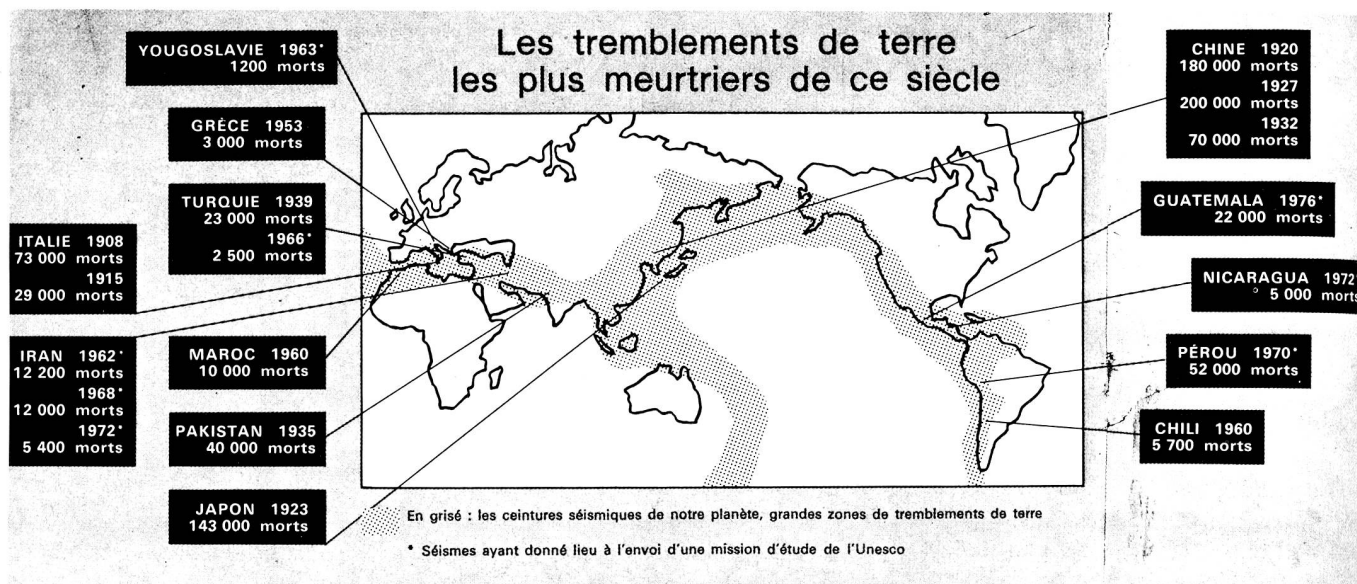 Les tremblements de terre
les plus meurtriers de ce siècle
YOUGOSLAVIE 1963*
1200 morts
GRÉCE 1953
3 000 morts
TURQUIE 1939
23 000 morts
1966*
2 500 morts
ITALIE 1908
73 000 morts
1915
29 000 morts
IRAN 1962*
12 200 morts
1968*
12 000 morts
1972*
5 400 morts
MAROC 1960
10 000 morts
PAKISTAN 1935
40 000 morts
JAPON 1923
143 000 morts
CHINE 1920
180 000 morts
1927
200 000 morts
1932
70 000 morts
GUATEMALA 1976*
22 000 morts
NICARAGUA 1972*
5 000 morts
PÉROU 1970*
52 000 morts
CHILI 1960
5 700 morts
En grisé : les ceintures séismiques de notre planète, grandes zones de tremblements de terre
* Séismes ayant donné lieu à l'envoi d'une mission d'étude de l'Unesco